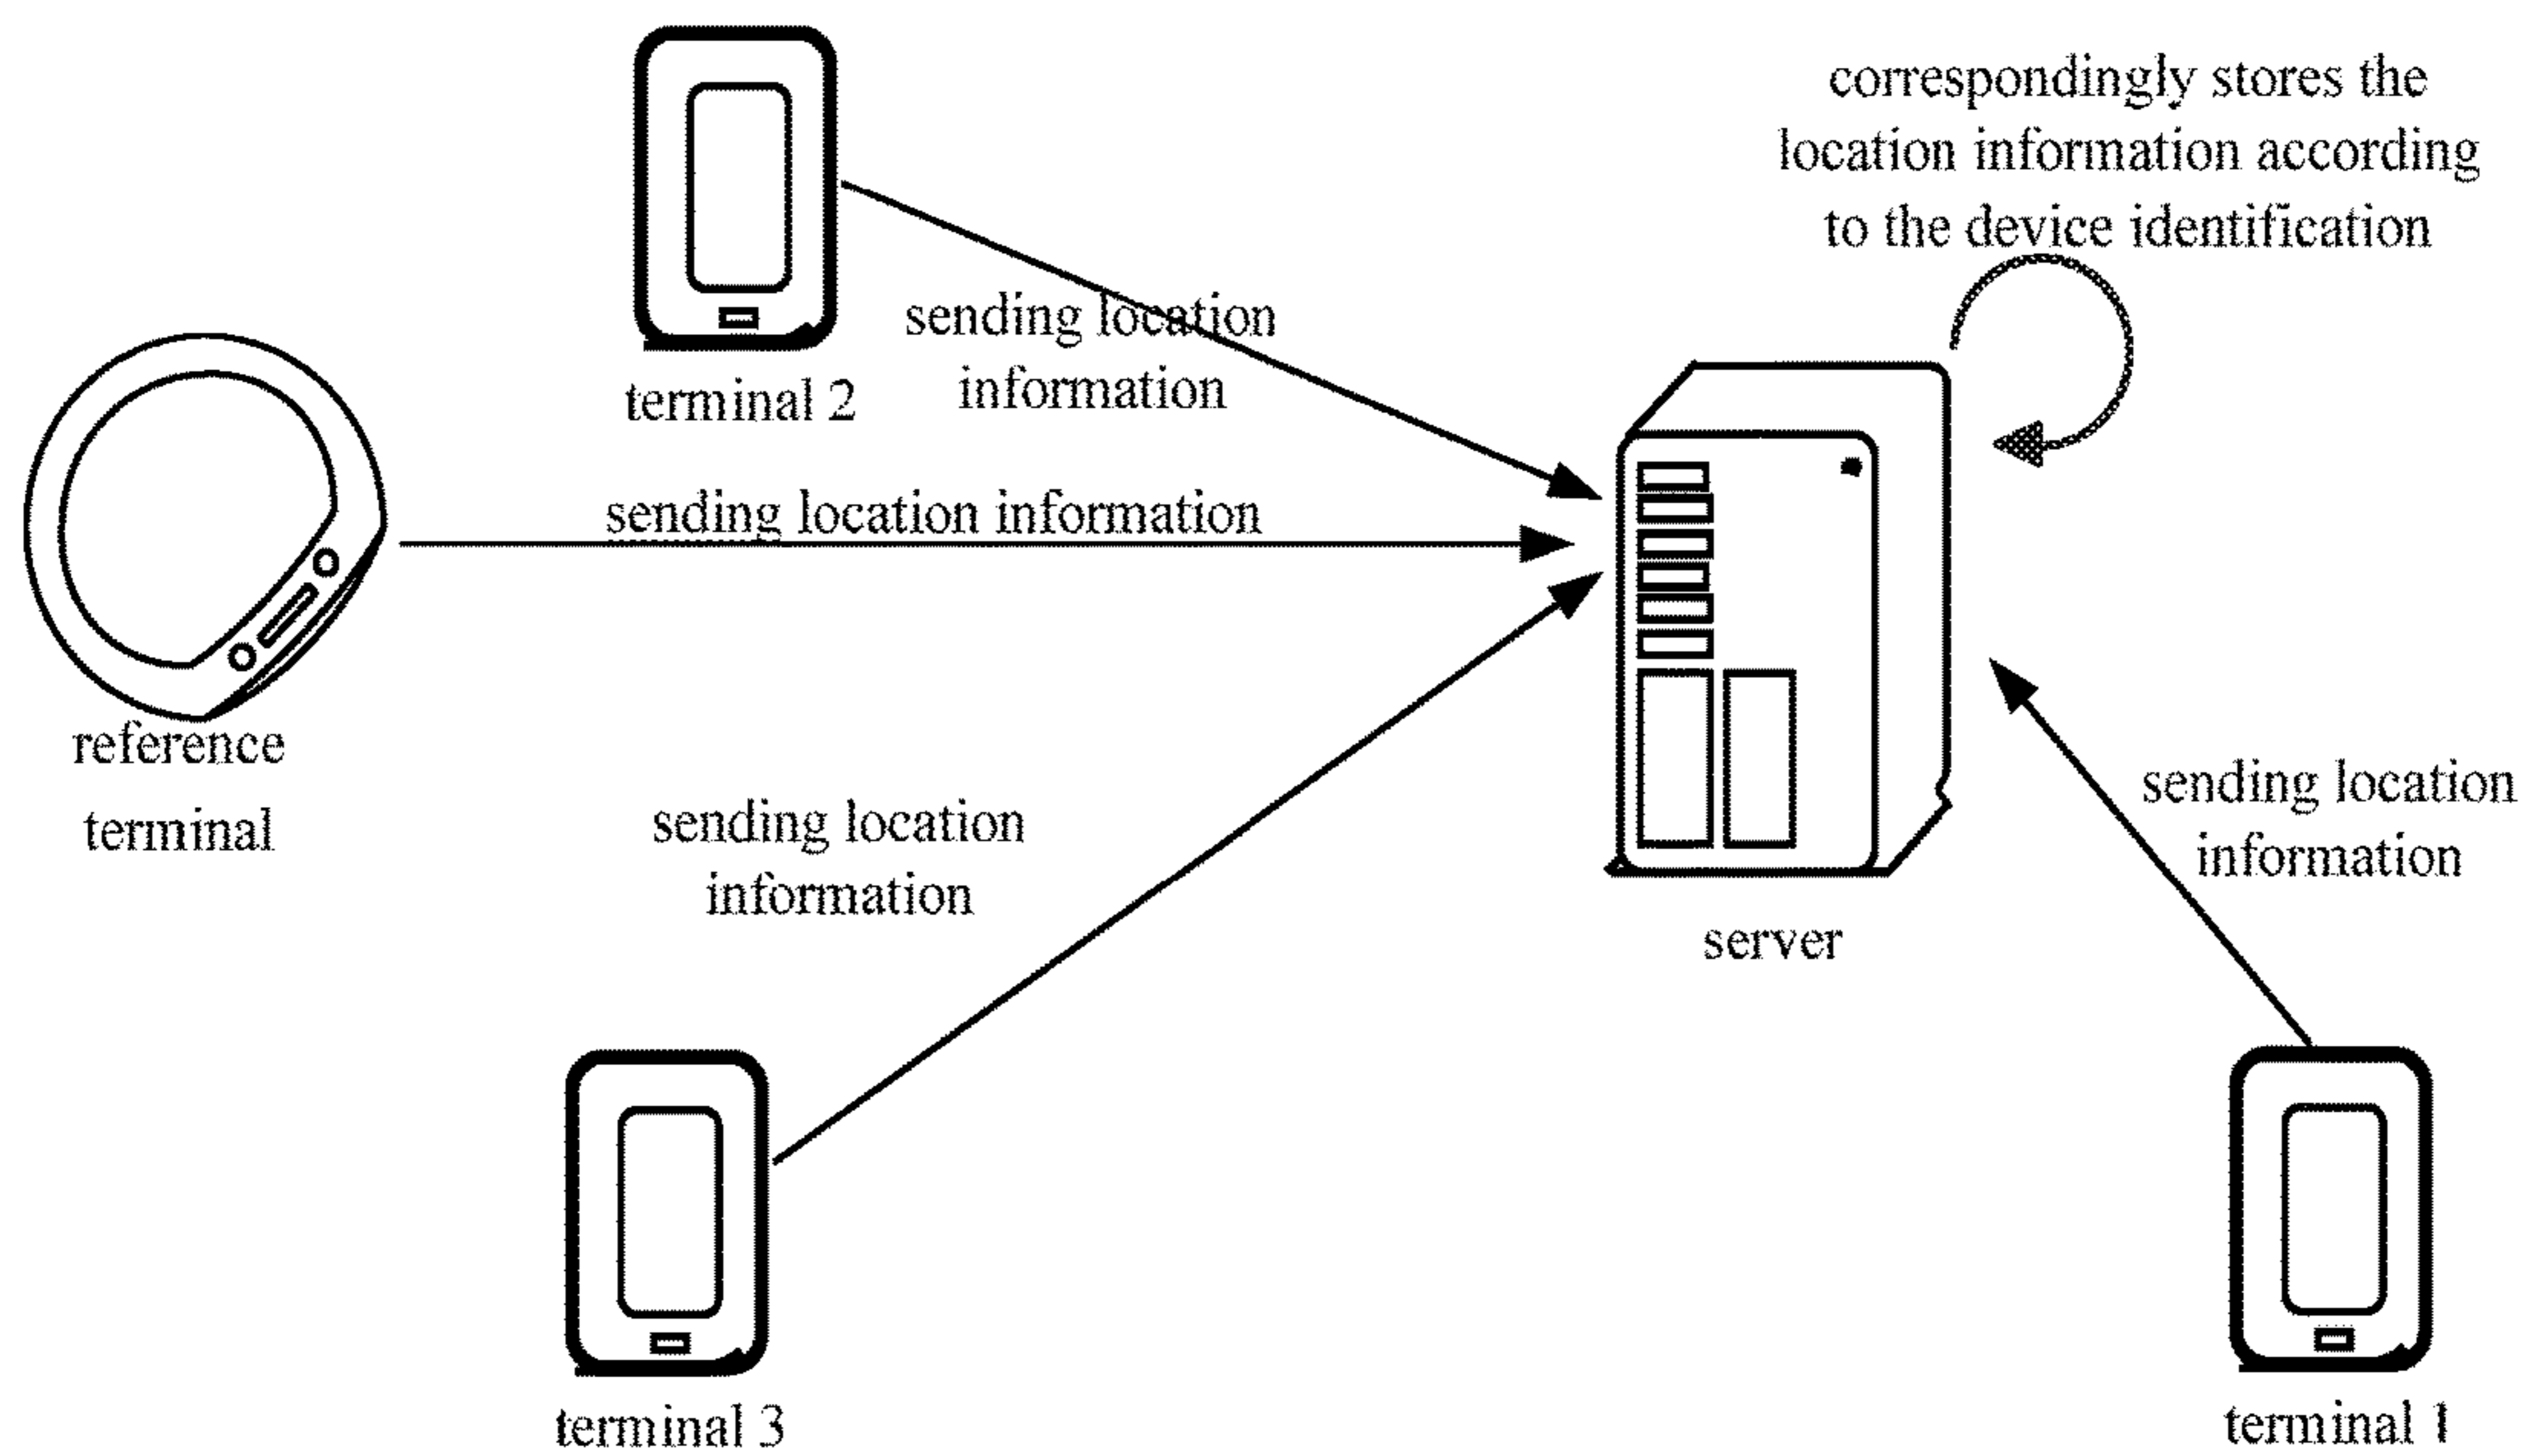 correspondingly stores the
location information according
to the device identification
sending location
information
terminal 2
sending location information
reference
terminal
sending location
information
sending location
information
server
terminal 3
terminal 1